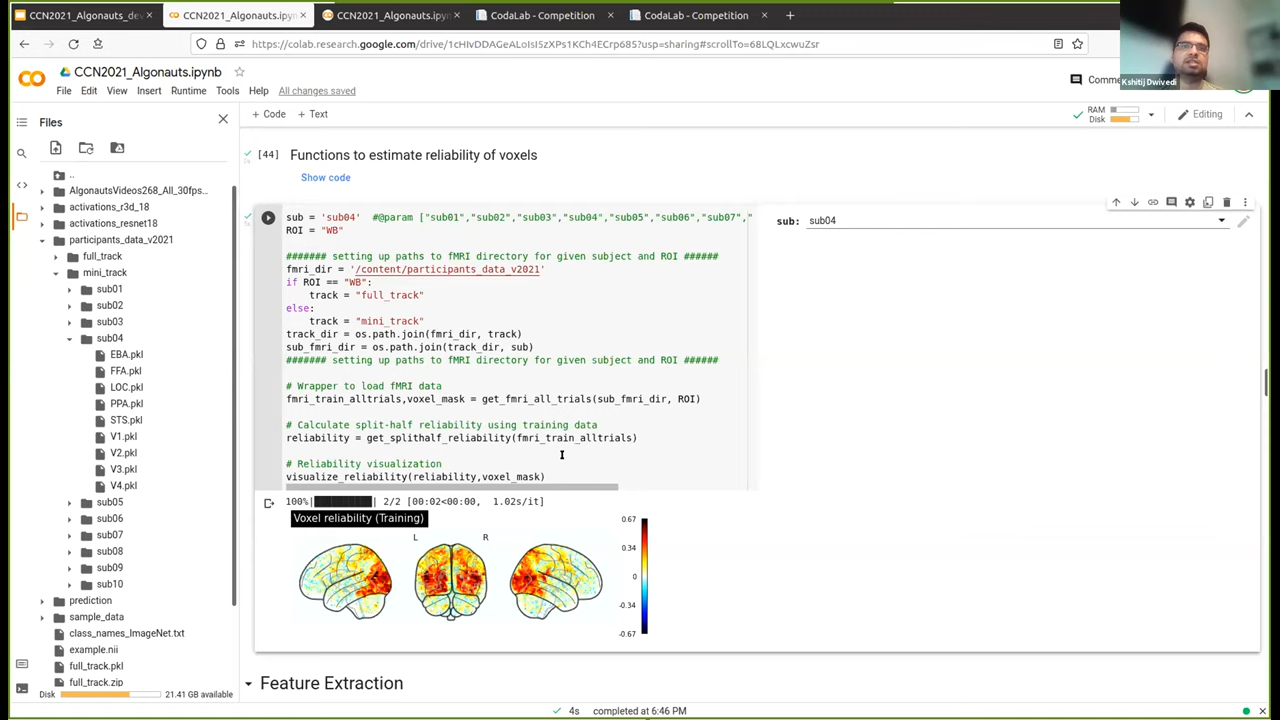 CCN2021_Algonauts_dev
CCN2021_Algonauts.ipyn
CCN2021_Algonauts.ipyn
CodaLab - Competition
CodaLab - Competition
https://colab.research.google.com/drive/1cHIvDDAGeALoIsI5zXPs1KCh4ECrp685?usp=sharing#scrollTo=68LQLxcwuZsr
Kshitij Dwivedi
CCN2021_Algonauts.ipynb
File Edit View Insert Runtime Tools Help All changes saved
Comme
Files
+ Code + Text
RAM
Disk
Editing
..
AlgonautsVideos268_All_30fps...
activations_r3d_18
activations_resnet18
participants_data_v2021
full_track
mini_track
sub01
sub02
sub03
sub04
EBA.pkl
FFA.pkl
LOC.pkl
PPA.pkl
STS.pkl
V1.pkl
V2.pkl
V3.pkl
V4.pkl
sub05
sub06
sub07
sub08
sub09
sub10
prediction
sample_data
class_names_ImageNet.txt
example.nii
full_track.pkl
full_track.zip
Disk 21.41 GB available
[44] Functions to estimate reliability of voxels
Show code
sub = 'sub04' #@param ["sub01","sub02","sub03","sub04","sub05","sub06","sub07","
ROI = "WB"
####### setting up paths to fMRI directory for given subject and ROI ######
fmri_dir = '/content/participants_data_v2021'
if ROI == "WB":
track = "full_track"
else:
track = "mini_track"
track_dir = os.path.join(fmri_dir, track)
sub_fmri_dir = os.path.join(track_dir, sub)
####### setting up paths to fMRI directory for given subject and ROI ######
# Wrapper to load fMRI data
fmri_train_alltrials,voxel_mask = get_fmri_all_trials(sub_fmri_dir, ROI)
# Calculate split-half reliability using training data
reliability = get_splithalf_reliability(fmri_train_alltrials)
# Reliability visualization
visualize_reliability(reliability,voxel_mask)
sub: sub04
100%| | 2/2 [00:02<00:00, 1.02s/it]
Voxel reliability (Training)
L R
0.67
0.34
0
-0.34
-0.67
Feature Extraction
4s completed at 6:46 PM